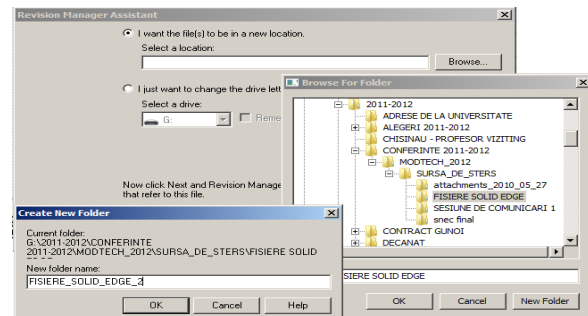 Revision Manager Assistant
I want the file(s) to be in a new location.
Select a location:
Browse...
I just want to change the drive lett
Select a drive:
G:
Reme
Now click Next and Revision Manage
that refer to this file.
Browse For Folder
2011-2012
ADRESE DE LA UNIVERSITATE
ALEGERI 2011-2012
CHISINAU - PROFESOR VIZITING
CONFERINTE 2011-2012
MODTECH_2012
SURSA_DE_STERS
attachments_2010_05_27
FISIERE SOLID EDGE
SESIUNE DE COMUNICARI 1
snec final
CONTRACT GUNOI
DECANAT
SIERE SOLID EDGE
OK
Cancel
New Folder
Create New Folder
Current folder:
G:\2011-2012\CONFERINTE
2011-2012\MODTECH_2012\SURSA_DE_STERS\FISIERE SOLID
New folder name:
FISIERE_SOLID_EDGE_2
OK
Cancel
Help